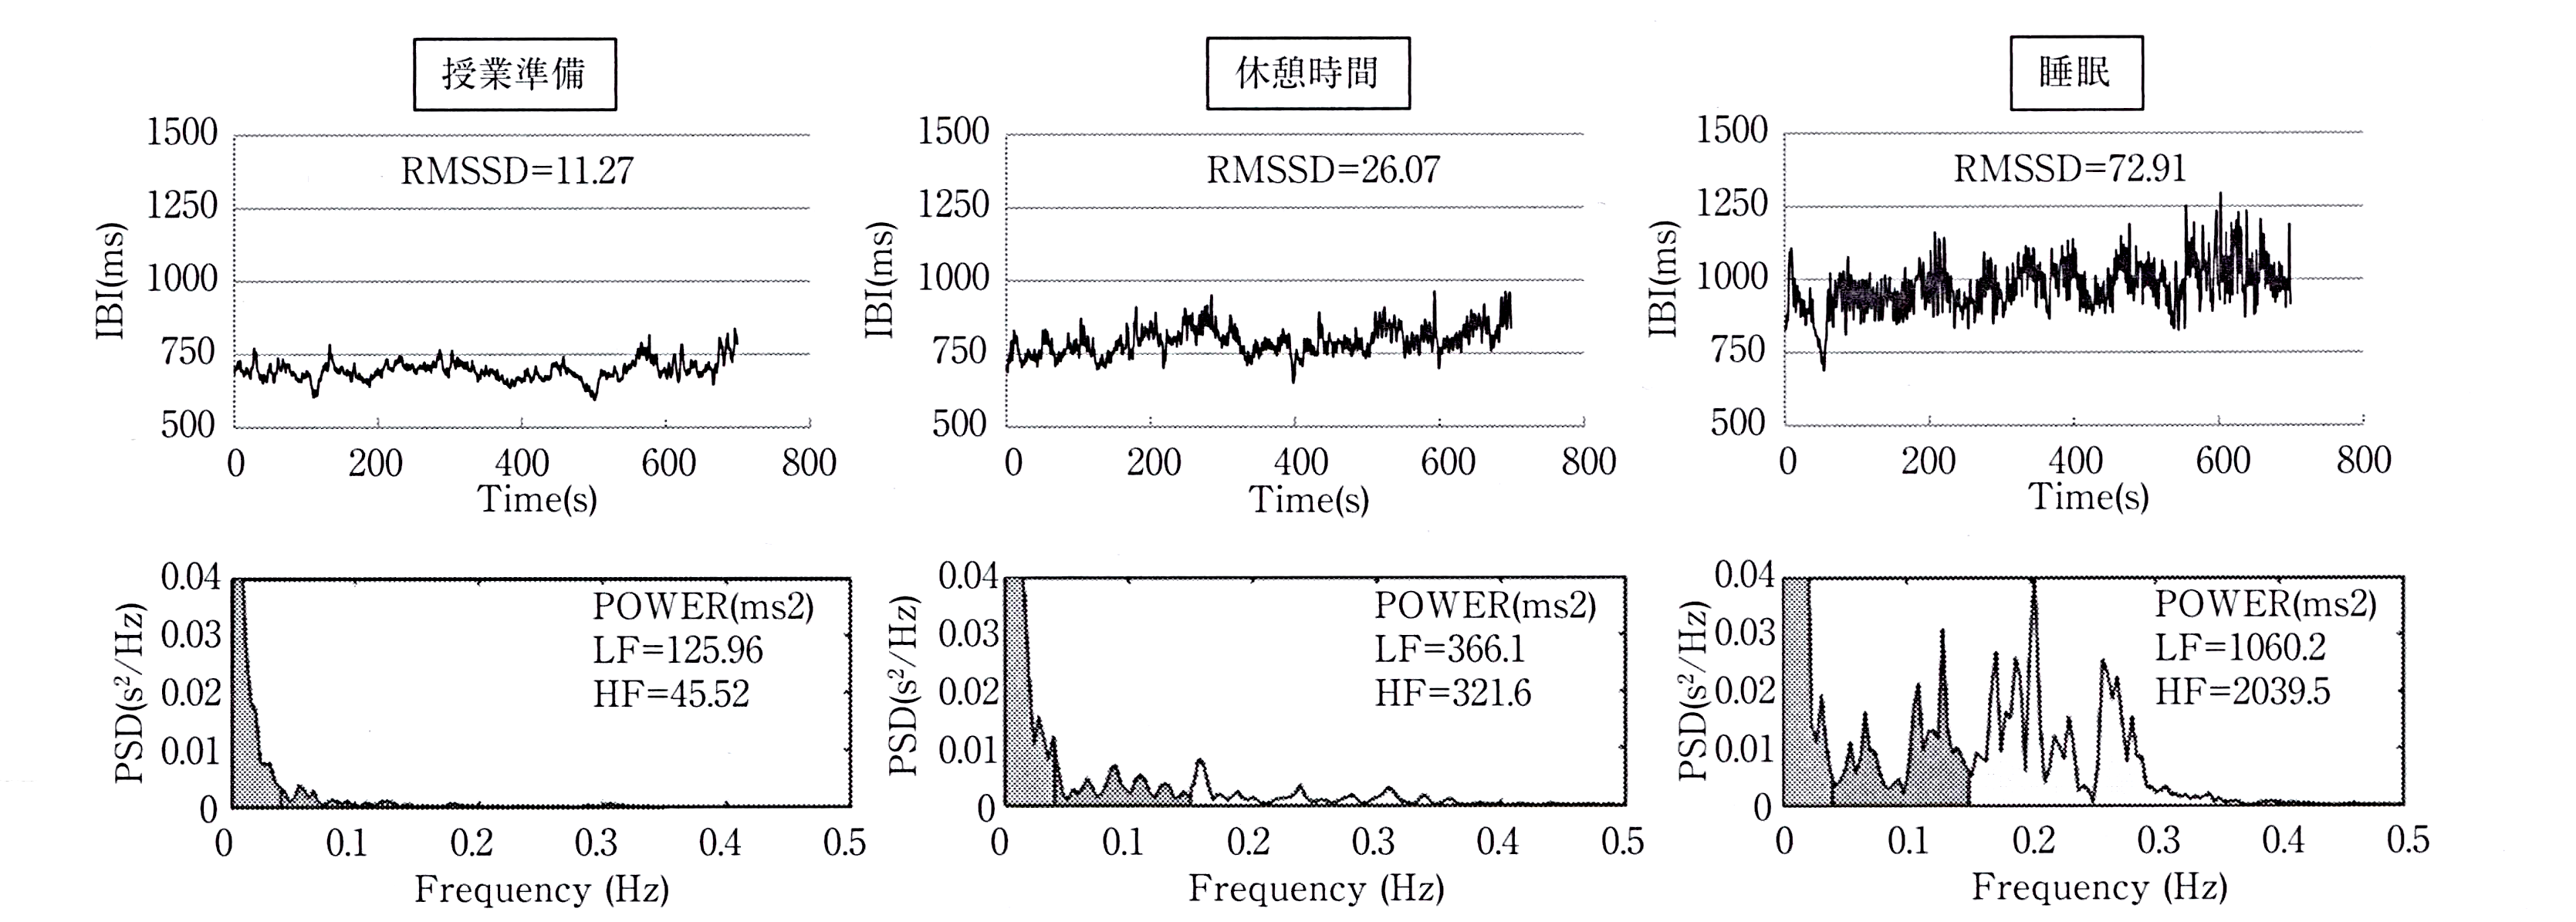 授業準備
1500
RMSSD=11.27
1250
1000
750
500
IBI(ms)
0 200 400 600 800
Time(s)
休憩時間
1500
RMSSD=26.07
1250
1000
750
500
IBI(ms)
0 200 400 600 800
Time(s)
睡眠
1500
RMSSD=72.91
1250
1000
750
500
IBI(ms)
0 200 400 600 800
Time(s)
0.04
0.03
0.02
0.01
0
PSD(s²/Hz)
POWER(ms2)
LF=125.96
HF=45.52
0 0.1 0.2 0.3 0.4 0.5
Frequency (Hz)
0.04
0.03
0.02
0.01
0
PSD(s²/Hz)
POWER(ms2)
LF=366.1
HF=321.6
0 0.1 0.2 0.3 0.4 0.5
Frequency (Hz)
0.04
0.03
0.02
0.01
0
PSD(s²/Hz)
POWER(ms2)
LF=1060.2
HF=2039.5
0 0.1 0.2 0.3 0.4 0.5
Frequency (Hz)